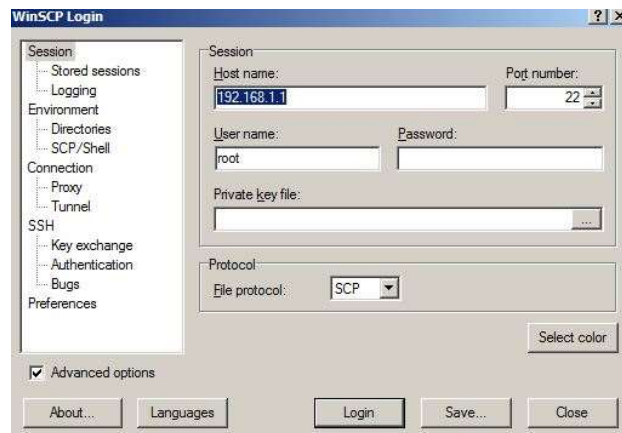 WinSCP Login
Session
Stored sessions
Logging
Environment
Directories
SCP/Shell
Connection
Proxy
Tunnel
SSH
Key exchange
Authentication
Bugs
Preferences
Session
Host name: Port number:
192.168.1.1 22
User name: Password:
root
Private key file:
...
Protocol
File protocol: SCP
Select color
Advanced options
About... Languages Login Save... Close